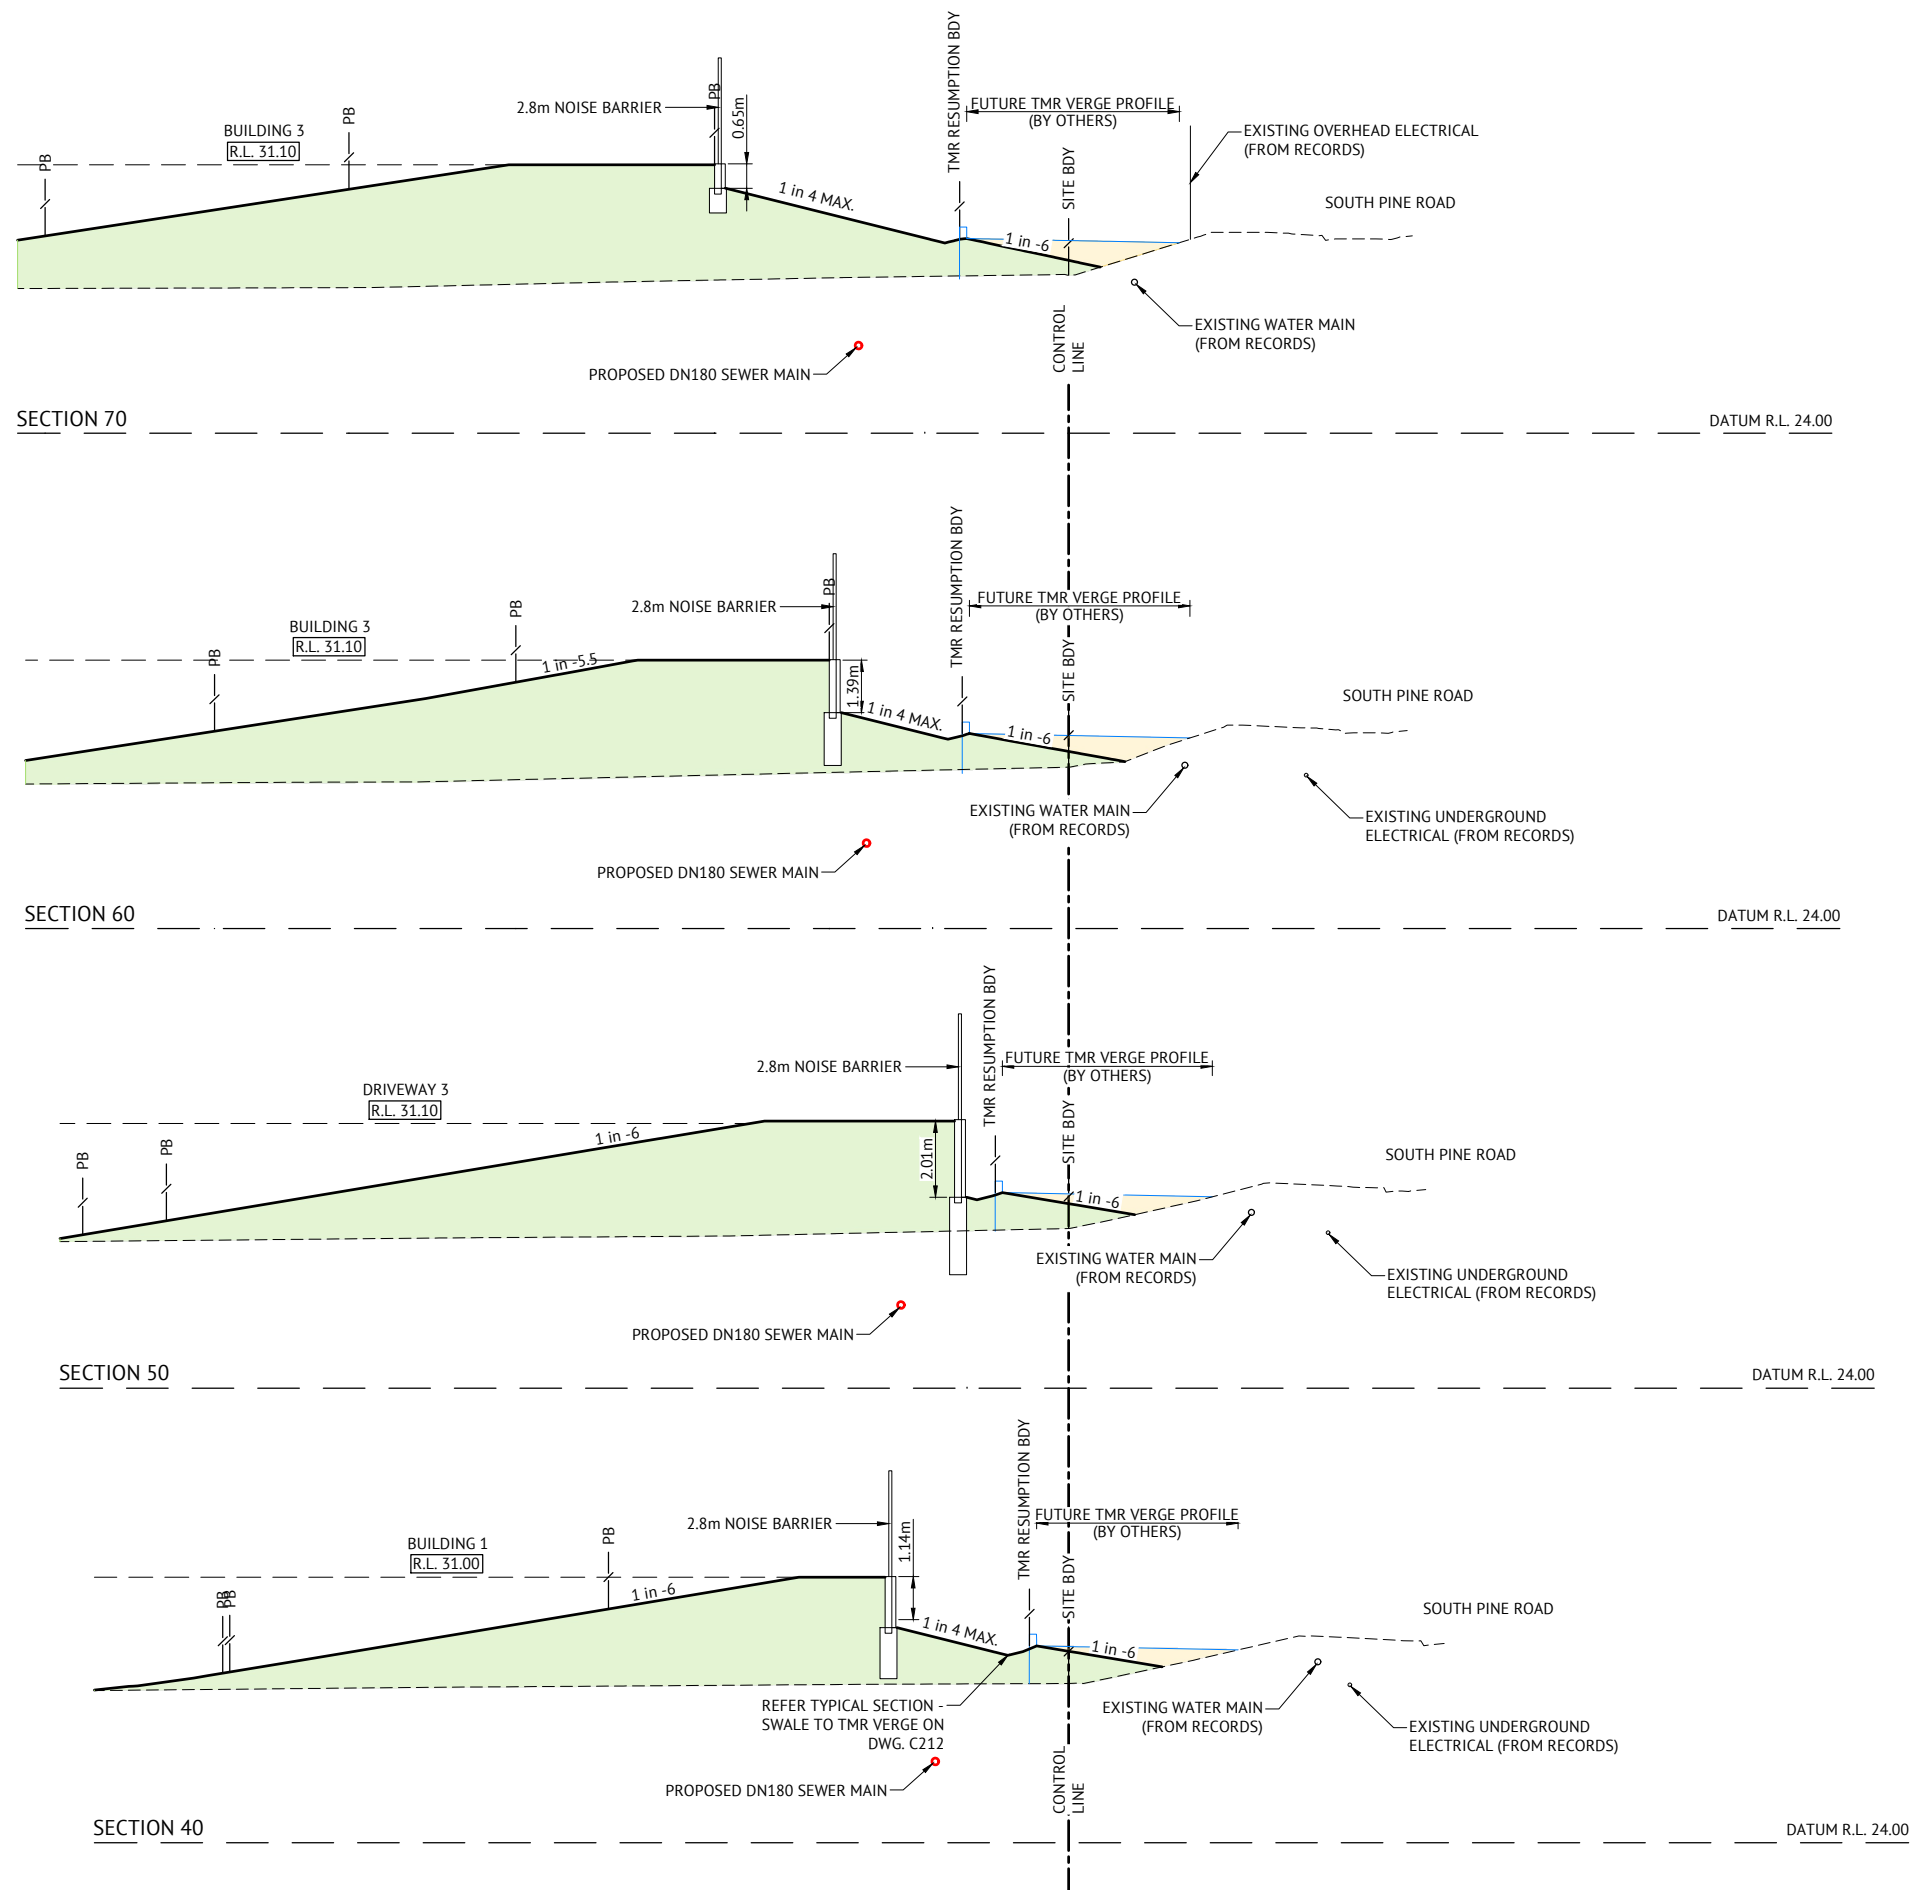 TMR RESUMPTION BDY
2.8m NOISE BARRIER
PB
0.65m
FUTURE TMR VERGE PROFILE
(BY OTHERS)
PB
BUILDING 3
R.L. 31.10
PB
EXISTING OVERHEAD ELECTRICAL
(FROM RECORDS)
SITE BDY
1 in 4 MAX.
SOUTH PINE ROAD
1 in -6
EXISTING WATER MAIN
(FROM RECORDS)
CONTROL
LINE
PROPOSED DN180 SEWER MAIN
SECTION 70
DATUM R.L. 24.00
TMR RESUMPTION BDY
2.8m NOISE BARRIER
PB
FUTURE TMR VERGE PROFILE
(BY OTHERS)
PB
BUILDING 3
R.L. 31.10
PB
1 in -5.5
1.39m
SITE BDY
SOUTH PINE ROAD
1 in 4 MAX.
1 in -6
EXISTING WATER MAIN
(FROM RECORDS)
EXISTING UNDERGROUND
ELECTRICAL (FROM RECORDS)
PROPOSED DN180 SEWER MAIN
SECTION 60
DATUM R.L. 24.00
TMR RESUMPTION BDY
2.8m NOISE BARRIER
FUTURE TMR VERGE PROFILE
(BY OTHERS)
DRIVEWAY 3
R.L. 31.10
PB
PB
1 in -6
2.01m
SITE BDY
SOUTH PINE ROAD
1 in -6
EXISTING WATER MAIN
(FROM RECORDS)
EXISTING UNDERGROUND
ELECTRICAL (FROM RECORDS)
PROPOSED DN180 SEWER MAIN
SECTION 50
DATUM R.L. 24.00
TMR RESUMPTION BDY
2.8m NOISE BARRIER
1.14m
FUTURE TMR VERGE PROFILE
(BY OTHERS)
BUILDING 1
R.L. 31.00
PB
PB
PB
1 in -6
SITE BDY
SOUTH PINE ROAD
1 in 4 MAX.
1 in -6
REFER TYPICAL SECTION -
SWALE TO TMR VERGE ON
DWG. C212
EXISTING WATER MAIN
(FROM RECORDS)
EXISTING UNDERGROUND
ELECTRICAL (FROM RECORDS)
PROPOSED DN180 SEWER MAIN
CONTROL
LINE
SECTION 40
DATUM R.L. 24.00